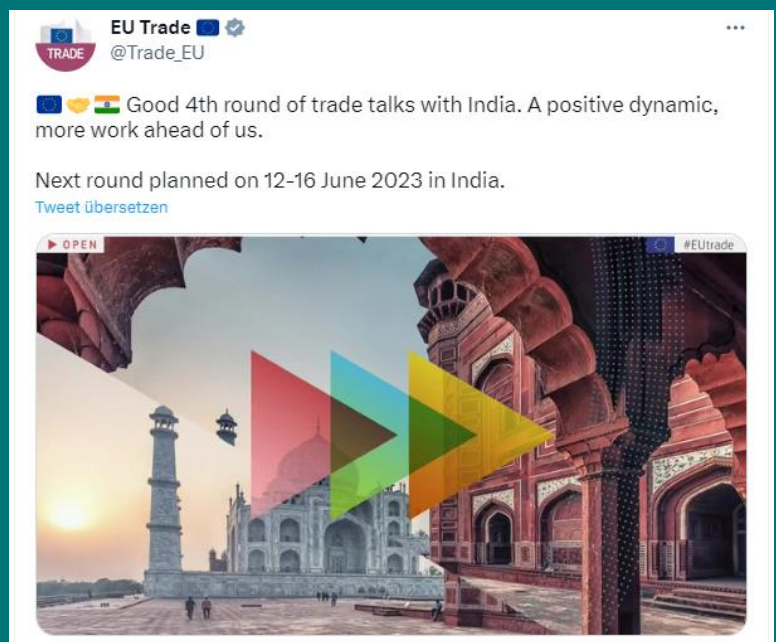 EU Trade 🇪🇺
TRADE
@Trade_EU
🇪🇺🤝🇮🇳 Good 4th round of trade talks with India. A positive dynamic,
more work ahead of us.
Next round planned on 12-16 June 2023 in India.
Tweet übersetzen
OPEN
#EUtrade